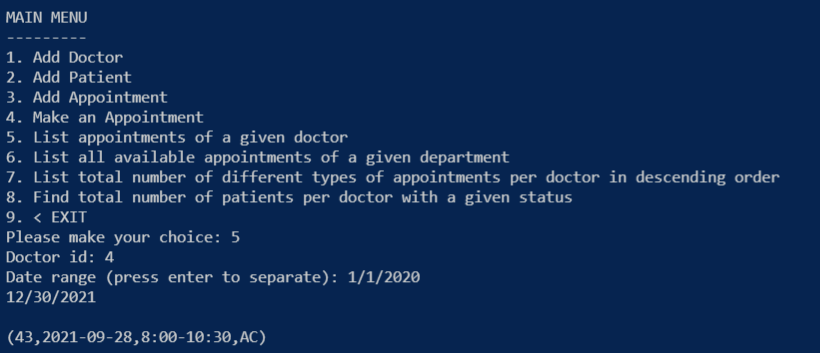 MAIN MENU
---------
1. Add Doctor
2. Add Patient
3. Add Appointment
4. Make an Appointment
5. List appointments of a given doctor
6. List all available appointments of a given department
7. List total number of different types of appointments per doctor in descending order
8. Find total number of patients per doctor with a given status
9. < EXIT
Please make your choice: 5
Doctor id: 4
Date range (press enter to separate): 1/1/2020
12/30/2021
(43,2021-09-28,8:00-10:30,AC)